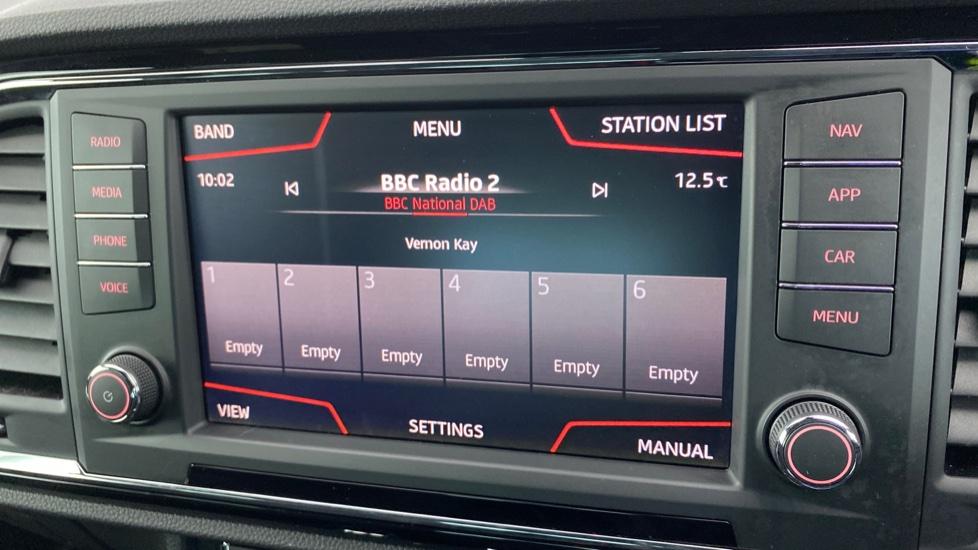 RADIO
MEDIA
PHONE
VOICE
BAND MENU STATION LIST
10:02 BBC Radio 2 12.5°C
BBC National DAB
Vernon Kay
1 2 3 4 5 6
Empty Empty Empty Empty Empty Empty
VIEW SETTINGS MANUAL
NAV
APP
CAR
MENU